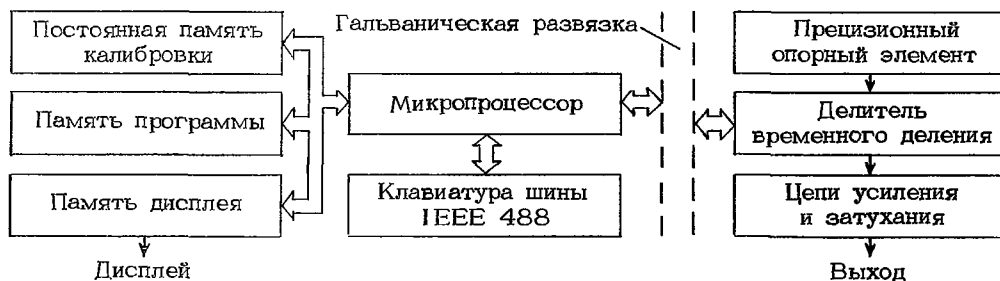 Постоянная память
калибровки
Память программы
Память дисплея
Дисплей
Микропроцессор
Клавиатура шины
IEEE 488
Гальваническая развязка
Прецизионный
опорный элемент
Делитель
временного деления
Цепи усиления
и затухания
Выход